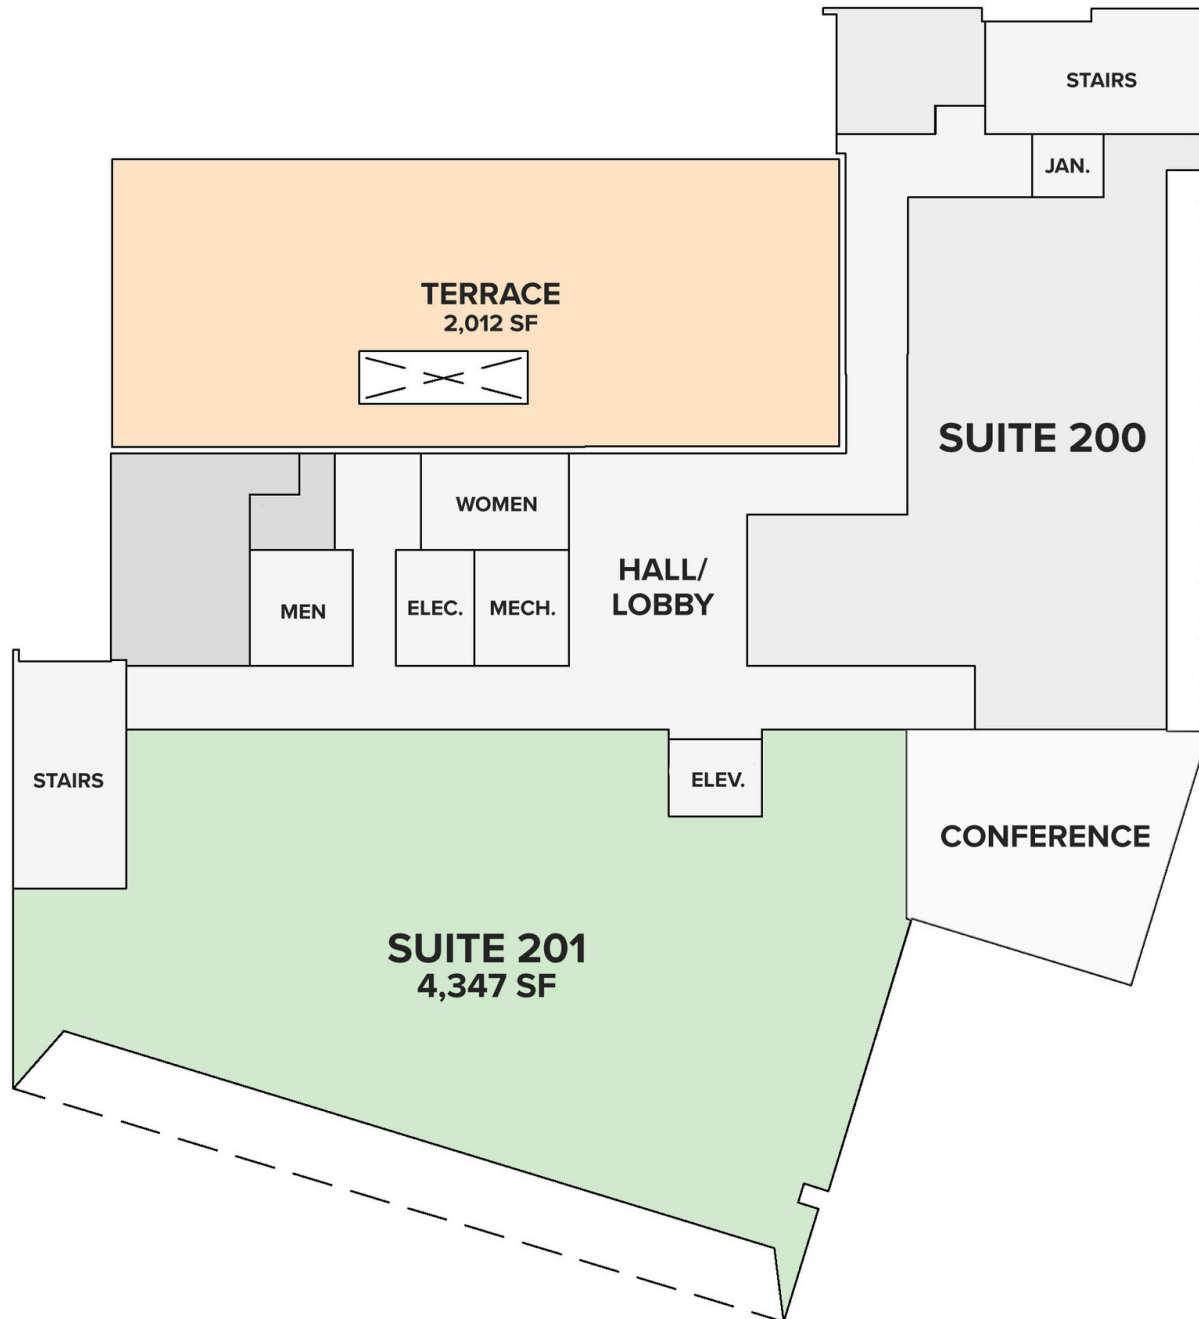 STAIRS
JAN.
TERRACE
2,012 SF
SUITE 200
WOMEN
HALL/
LOBBY
MEN
ELEC.
MECH.
STAIRS
ELEV.
CONFERENCE
SUITE 201
4,347 SF